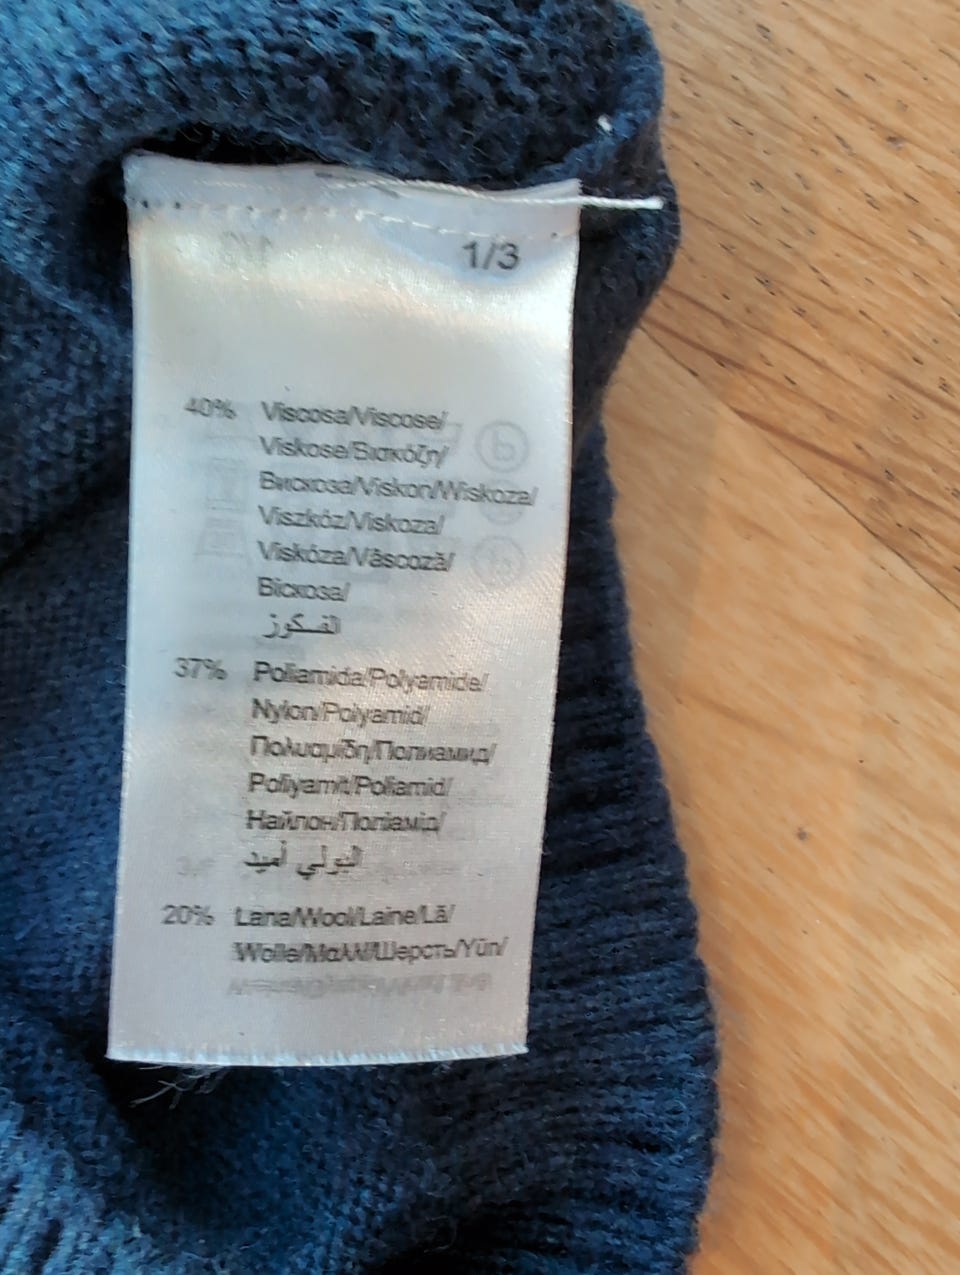 1/3
40% Viscosa/Viscose/
Viskose/Βισκόζη/
Вискоза/Viskon/Wiskoza/
Viszkóz/Viskoza/
Viskóza/Vâscoză/
Віскоза/
الفسكوز
37% Poliamida/Polyamide/
Nylon/Polyamid/
Πολυαμίδη/Полиамид/
Poliyamit/Poliamid/
Найлон/Поліамід/
البولي أميد
20% Lana/Wool/Laine/Lã/
Wolle/Μαλλί/Шерсть/Yün/